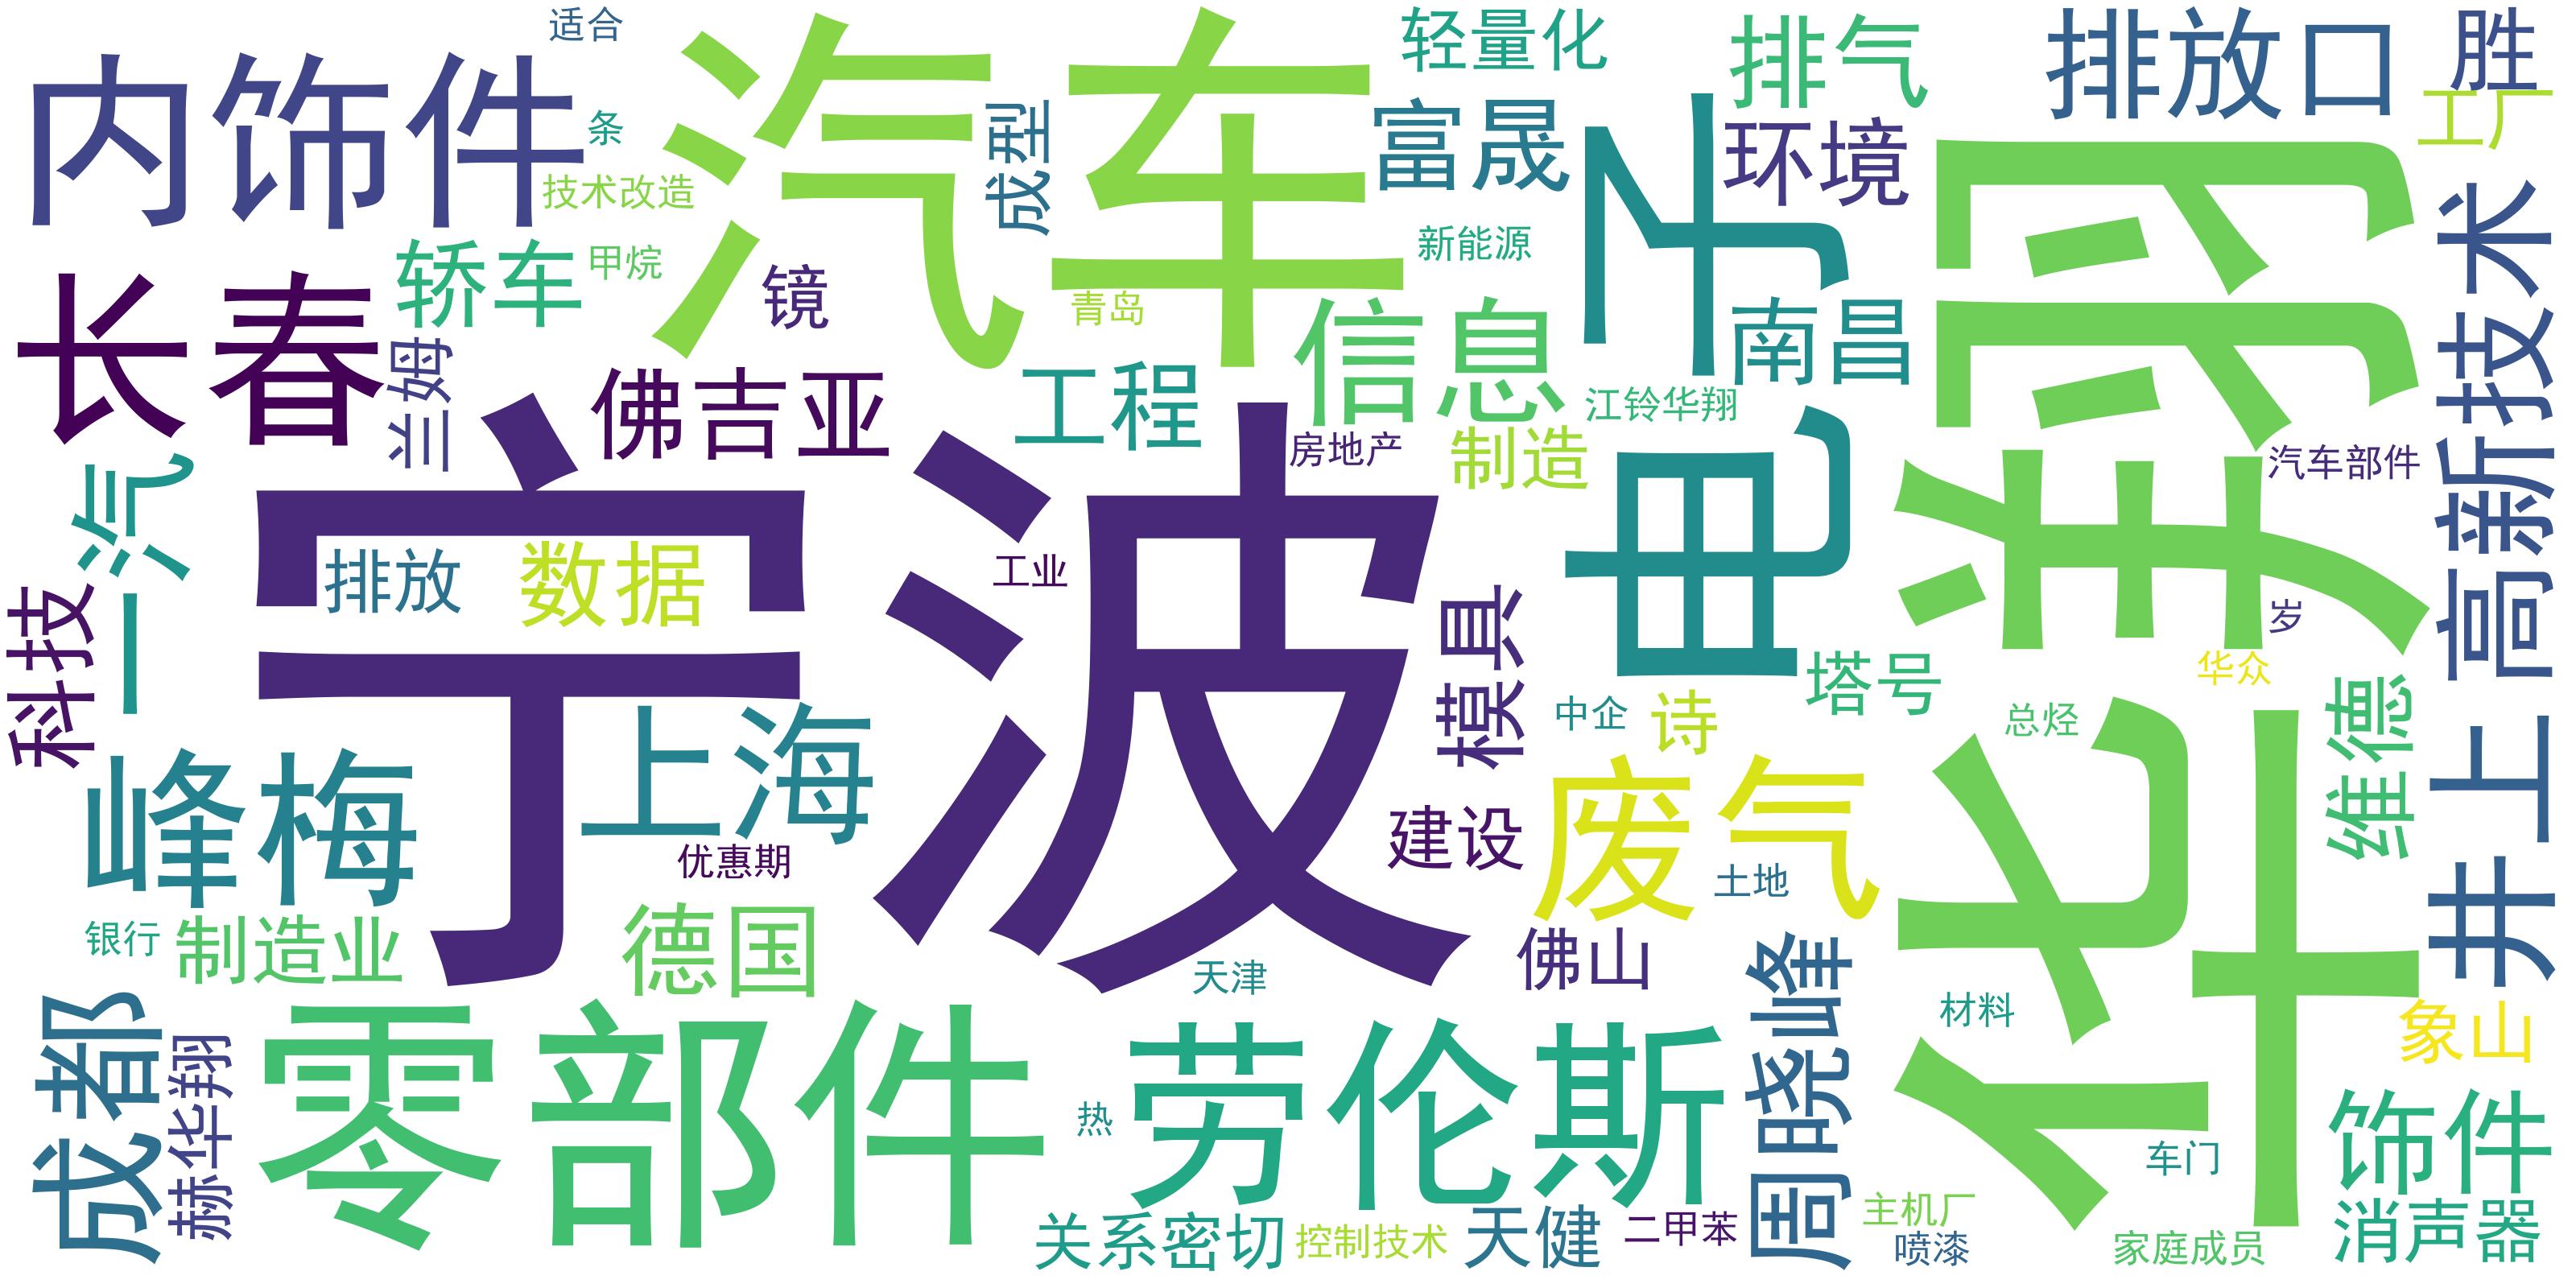 适合
内饰件
汽车
轻量化
排气
排放口
胜
工厂
条
成型
富晟
环境
技术改造
电子
华翔
高新技术
轿车
甲烷
镜
新能源
长春
青岛
信息
南昌
兰姆
佛吉亚
工程
江铃华翔
制造
房地产
汽车部件
一汽
宁波
排放
数据
工业
科技
模具
岁
塔号
华众
维德
上海
中企
诗
总烃
井上
峰梅
优惠期
建设
废气
土地
银行
制造业
德国
天津
佛山
周晓峰
材料
象山
成都
赫华翔
零部件
热
劳伦斯
车门
饰件
关系密切
控制技术
天健
二甲苯
主机厂
喷漆
家庭成员
消声器